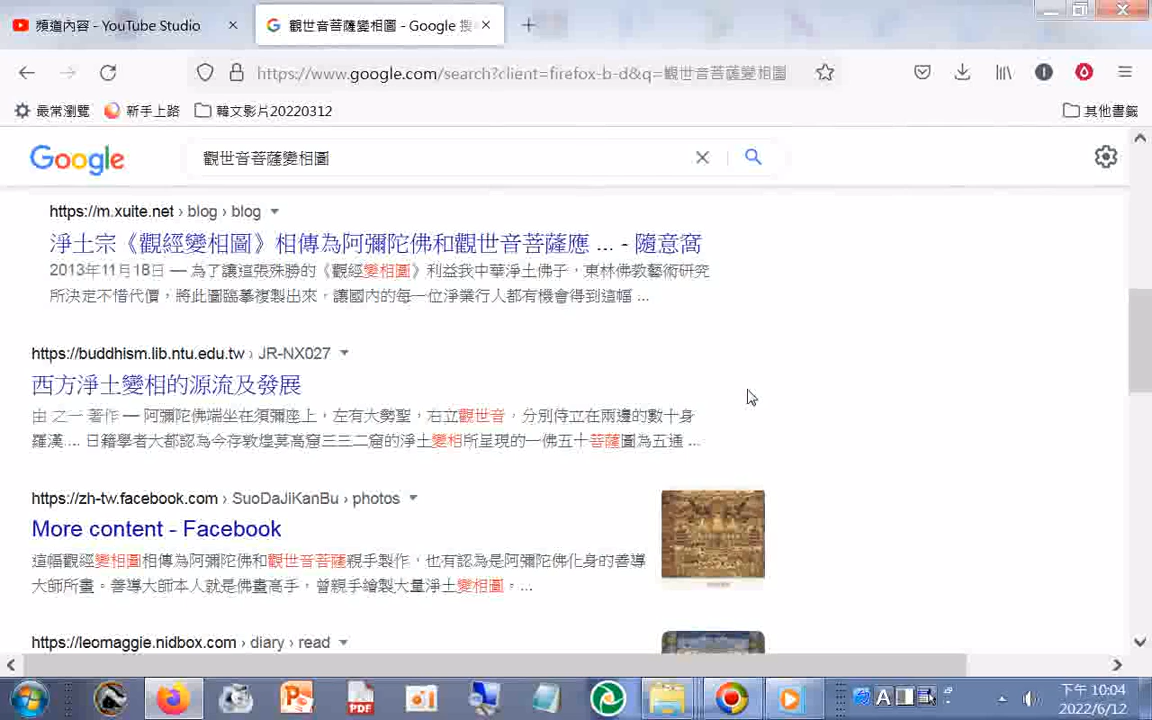 頻道內容 - YouTube Studio
觀世音菩薩變相圖 - Google 搜
https://www.google.com/search?client=firefox-b-d&q=觀世音菩薩變相圖
最常瀏覽
新手上路
韓文影片20220312
其他書籤
Google
觀世音菩薩變相圖
https://m.xuite.net › blog › blog
淨土宗《觀經變相圖》相傳為阿彌陀佛和觀世音菩薩應 ... - 隨意窩
2013年11月18日 — 為了讓這張殊勝的《觀經變相圖》利益我中華淨土佛子，東林佛教藝術研究
所決定不惜代價，將此圖臨摹複製出來，讓國內的每一位淨業行人都有機會得到這幅 ...
https://buddhism.lib.ntu.edu.tw › JR-NX027
西方淨土變相的源流及發展
由 之一 著作 — 阿彌陀佛端坐在須彌座上，左有大勢聖，右立觀世音，分別侍立在兩邊的數十身
羅漢.... 日籍學者大都認為今存敦煌莫高窟三三二窟的淨土變相所呈現的一佛五十菩薩圖為五通 ...
https://zh-tw.facebook.com › SuoDaJiKanBu › photos
More content - Facebook
這幅觀經變相圖相傳為阿彌陀佛和觀世音菩薩親手製作，也有認為是阿彌陀佛化身的善導
大師所畫。善導大師本人就是佛畫高手，曾親手繪製大量淨土變相圖。...
https://leomaggie.nidbox.com › diary › read
PDF
A
下午 10:04
2022/6/12